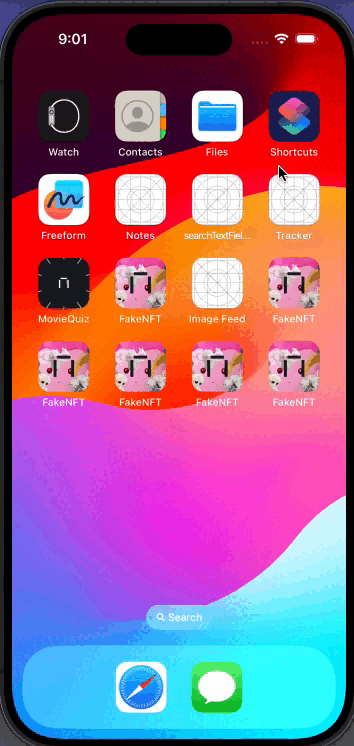 9:01
Watch
Contacts
Files
Shortcuts
Freeform
Notes
searchTextFiel...
Tracker
MovieQuiz
FakeNFT
Image Feed
FakeNFT
FakeNFT
FakeNFT
FakeNFT
FakeNFT
Search